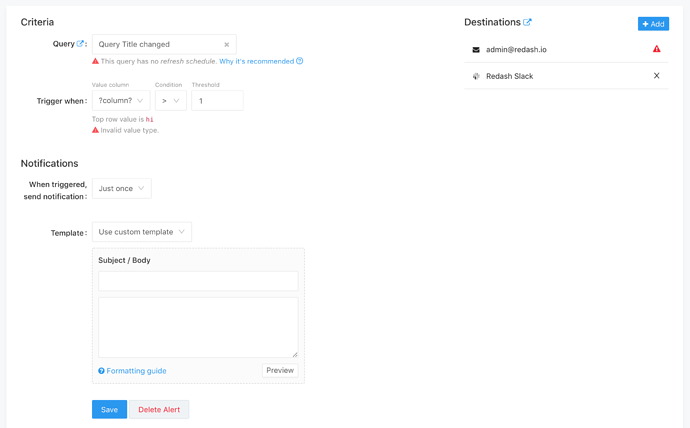 Criteria
Query :
Query Title changed ×
This query has no refresh schedule. Why it's recommended
Value column Condition Threshold
Trigger when: ?column? > 1
Top row value is hi
Invalid value type.
Notifications
When triggered,
send notification : Just once
Template : Use custom template
Subject / Body
Formatting guide Preview
Save Delete Alert
Destinations + Add
admin@redash.io
Redash Slack X